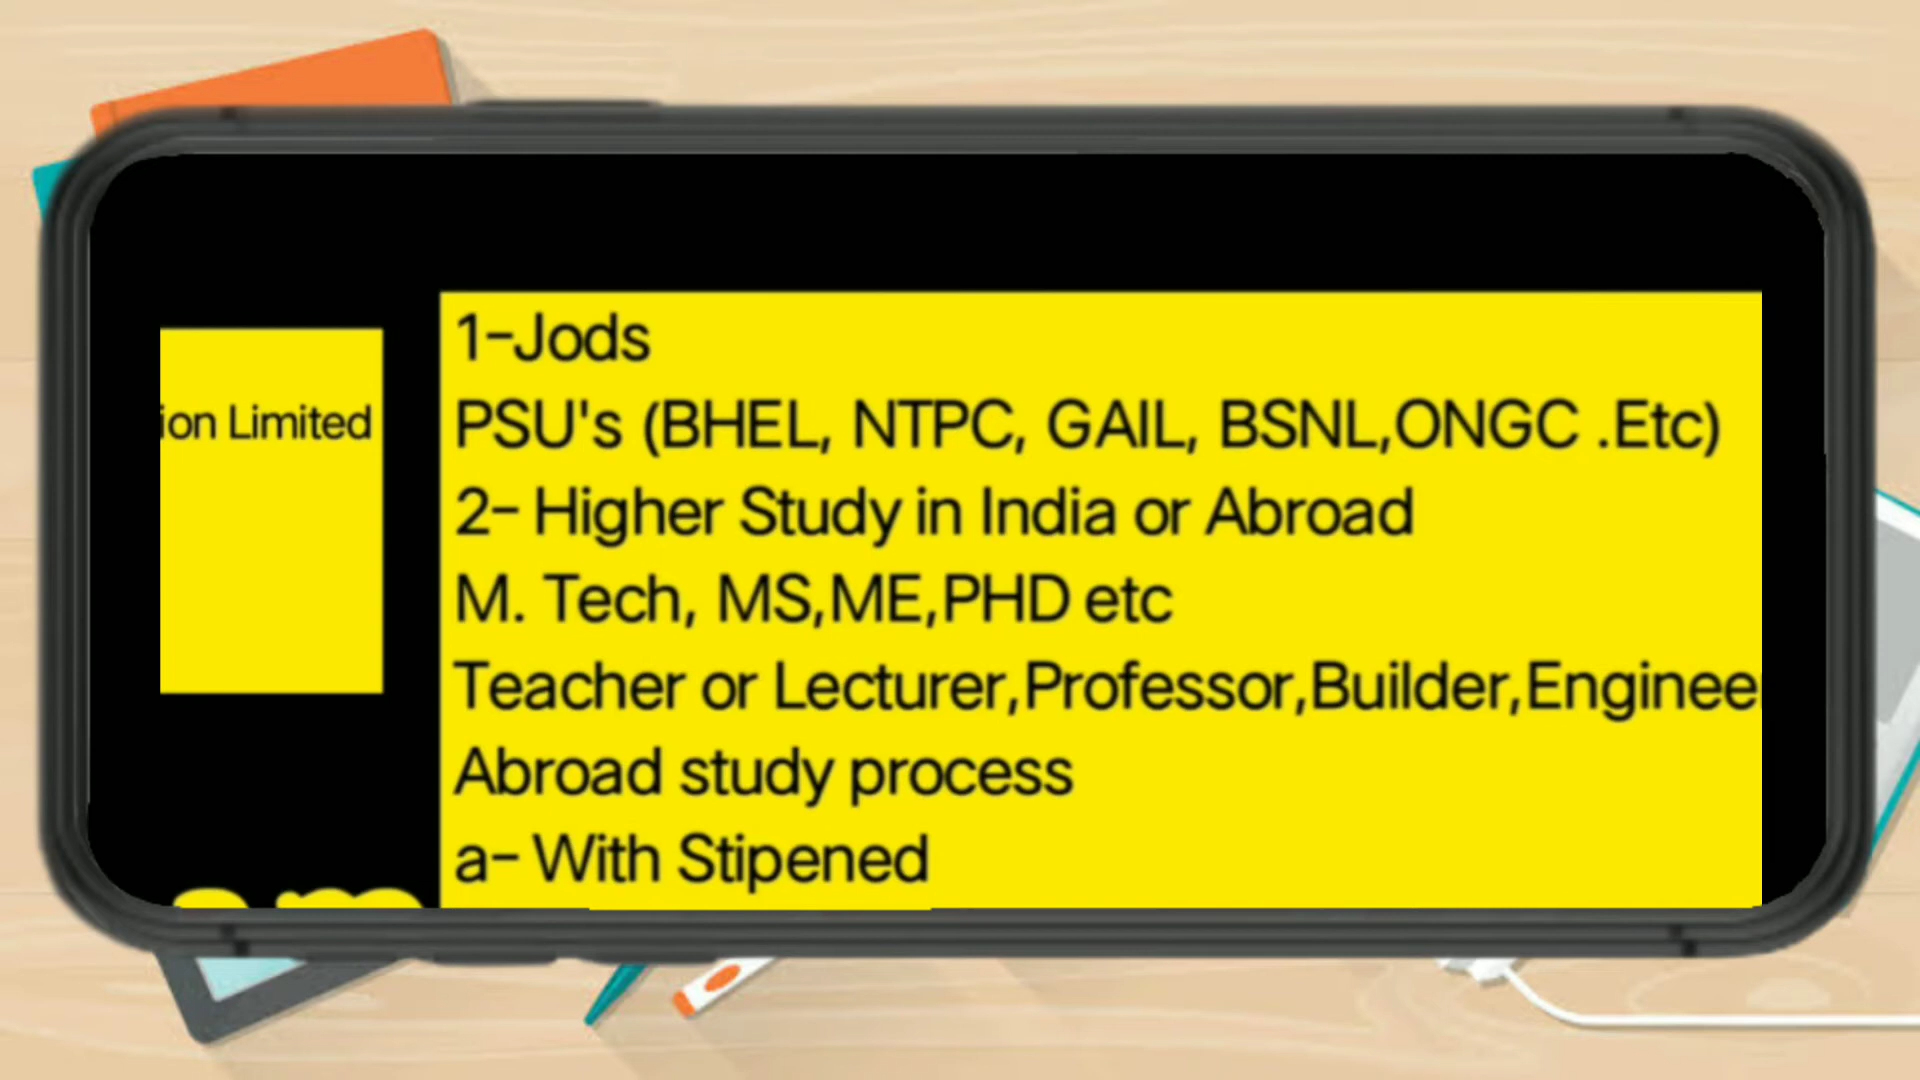 ion Limited
1-Jods
PSU's (BHEL, NTPC, GAIL, BSNL,ONGC .Etc)
2- Higher Study in India or Abroad
M. Tech, MS,ME,PHD etc
Teacher or Lecturer,Professor,Builder,Enginee
Abroad study process
a- With Stipened